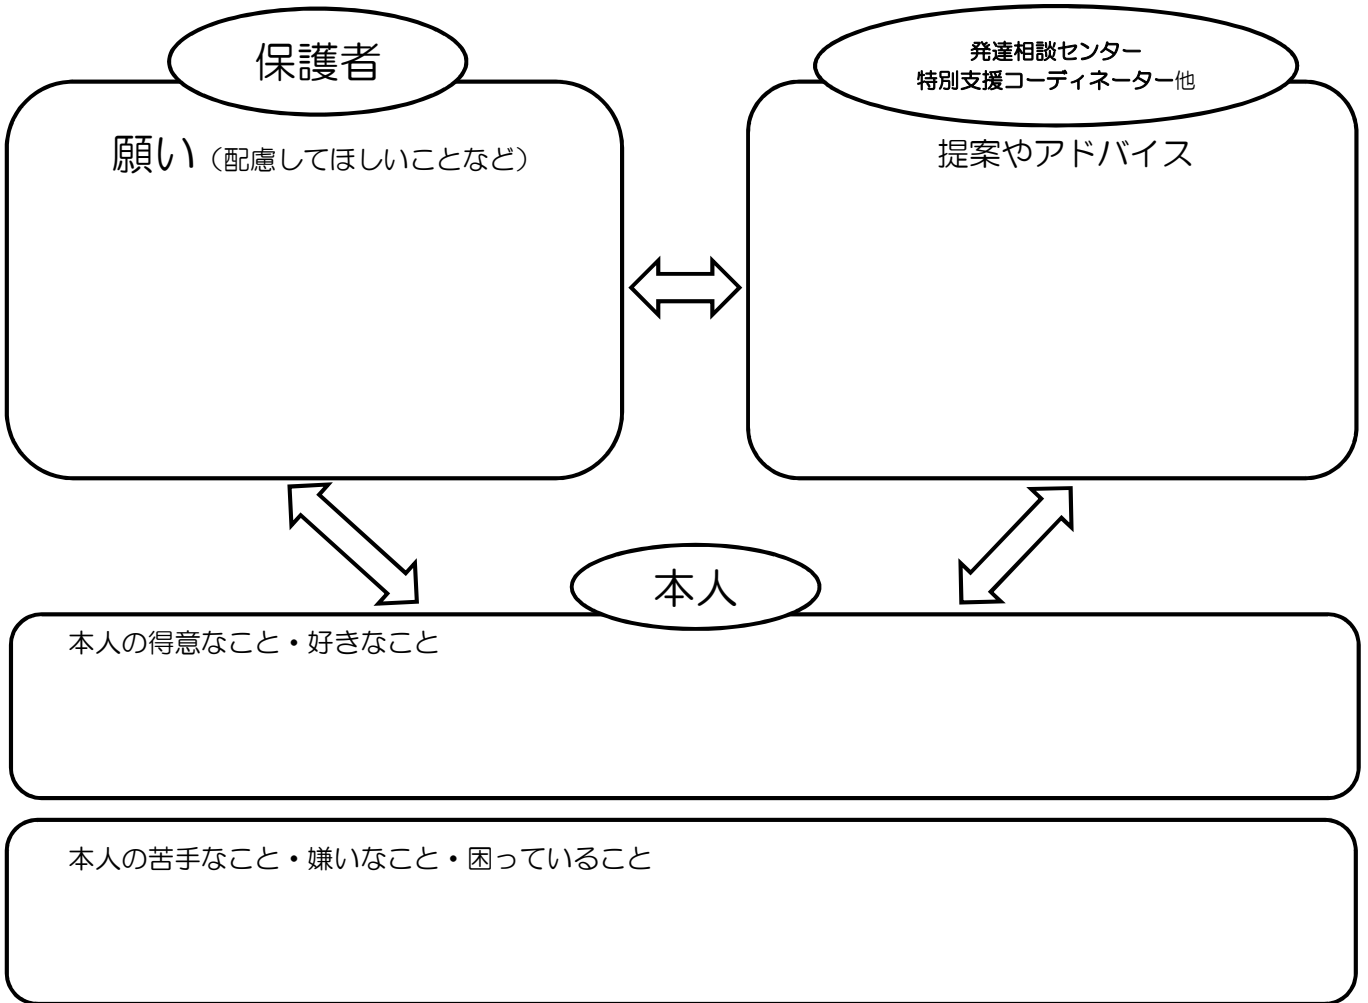 保護者
願い（配慮してほしいことなど）
発達相談センター
特別支援コーディネーター他
提案やアドバイス
本人
本人の得意なこと・好きなこと
本人の苦手なこと・嫌いなこと・困っていること